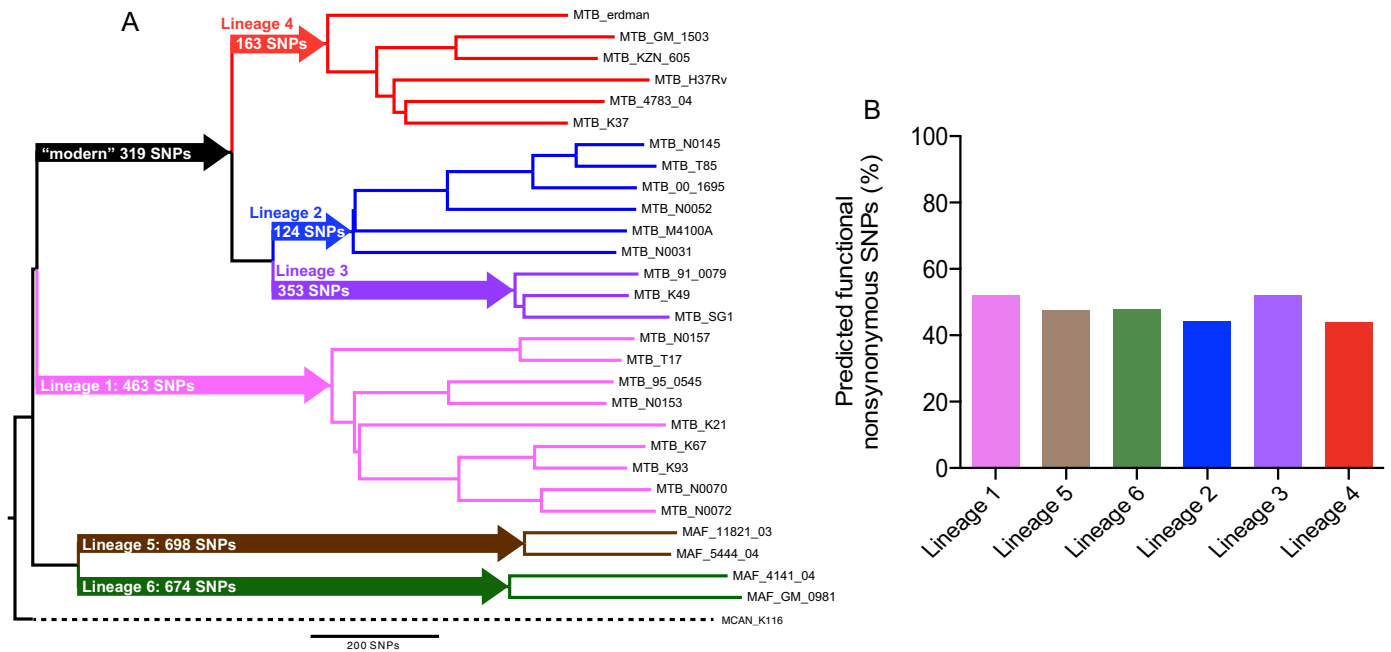 A
Lineage 4
163 SNPs
MTB_erdman
MTB_GM_1503
MTB_KZN_605
MTB_H37Rv
MTB_4783_04
MTB_K37
“modern” 319 SNPs
MTB_N0145
MTB_T85
MTB_00_1695
MTB_N0052
MTB_M4100A
MTB_N0031
Lineage 2
124 SNPs
Lineage 3
353 SNPs
MTB_91_0079
MTB_K49
MTB_SG1
MTB_N0157
MTB_T17
Lineage 1: 463 SNPs
MTB_95_0545
MTB_N0153
MTB_K21
MTB_K67
MTB_K93
MTB_N0070
MTB_N0072
Lineage 5: 698 SNPs
MAF_11821_03
MAF_5444_04
Lineage 6: 674 SNPs
MAF_4141_04
MAF_GM_0981
MCAN_K116
200 SNPs
B
Predicted functional
nonsynonymous SNPs (%)
100
80
60
40
20
0
Lineage 1
Lineage 5
Lineage 6
Lineage 2
Lineage 3
Lineage 4